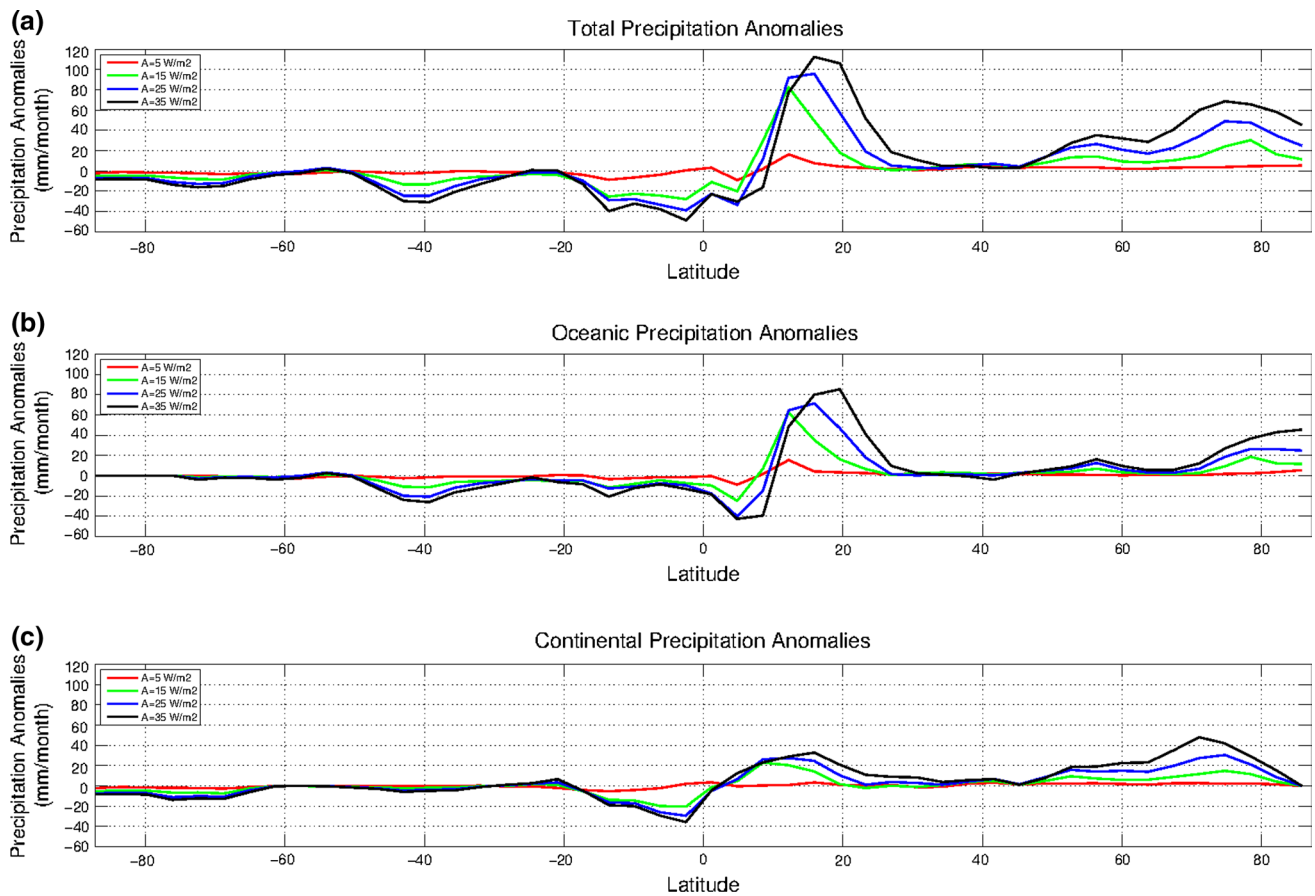 (a)
Total Precipitation Anomalies
Precipitation Anomalies
(mm/month)
120
100
80
60
40
20
0
−20
−40
−60
A=5 W/m2
A=15 W/m2
A=25 W/m2
A=35 W/m2
−80
−60
−40
−20
0
20
40
60
80
Latitude
(b)
Oceanic Precipitation Anomalies
Precipitation Anomalies
(mm/month)
120
100
80
60
40
20
0
−20
−40
−60
A=5 W/m2
A=15 W/m2
A=25 W/m2
A=35 W/m2
−80
−60
−40
−20
0
20
40
60
80
Latitude
(c)
Continental Precipitation Anomalies
Precipitation Anomalies
(mm/month)
120
100
80
60
40
20
0
−20
−40
−60
A=5 W/m2
A=15 W/m2
A=25 W/m2
A=35 W/m2
−80
−60
−40
−20
0
20
40
60
80
Latitude